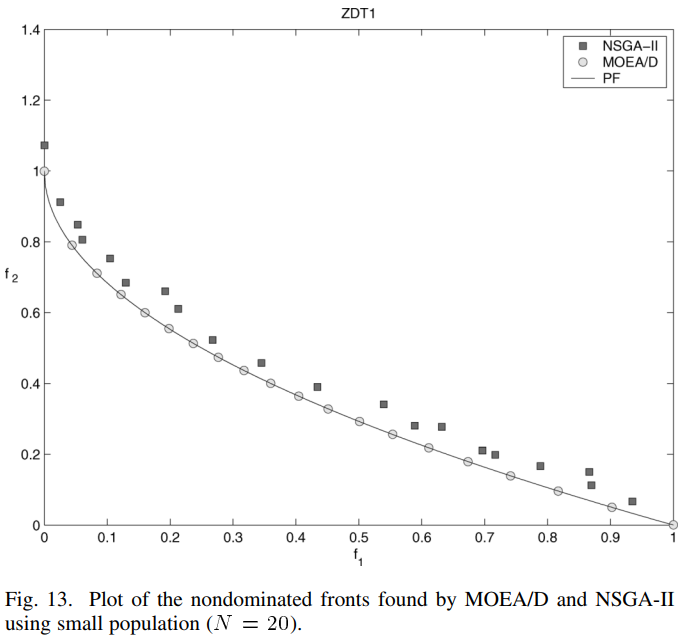 ZDT1
1.4
1.2
1
0.8
0.6
0.4
0.2
0
f2
NSGA-II
MOEA/D
PF
0 0.1 0.2 0.3 0.4 0.5 0.6 0.7 0.8 0.9 1
f1
Fig. 13. Plot of the nondominated fronts found by MOEA/D and NSGA-II
using small population (N = 20).